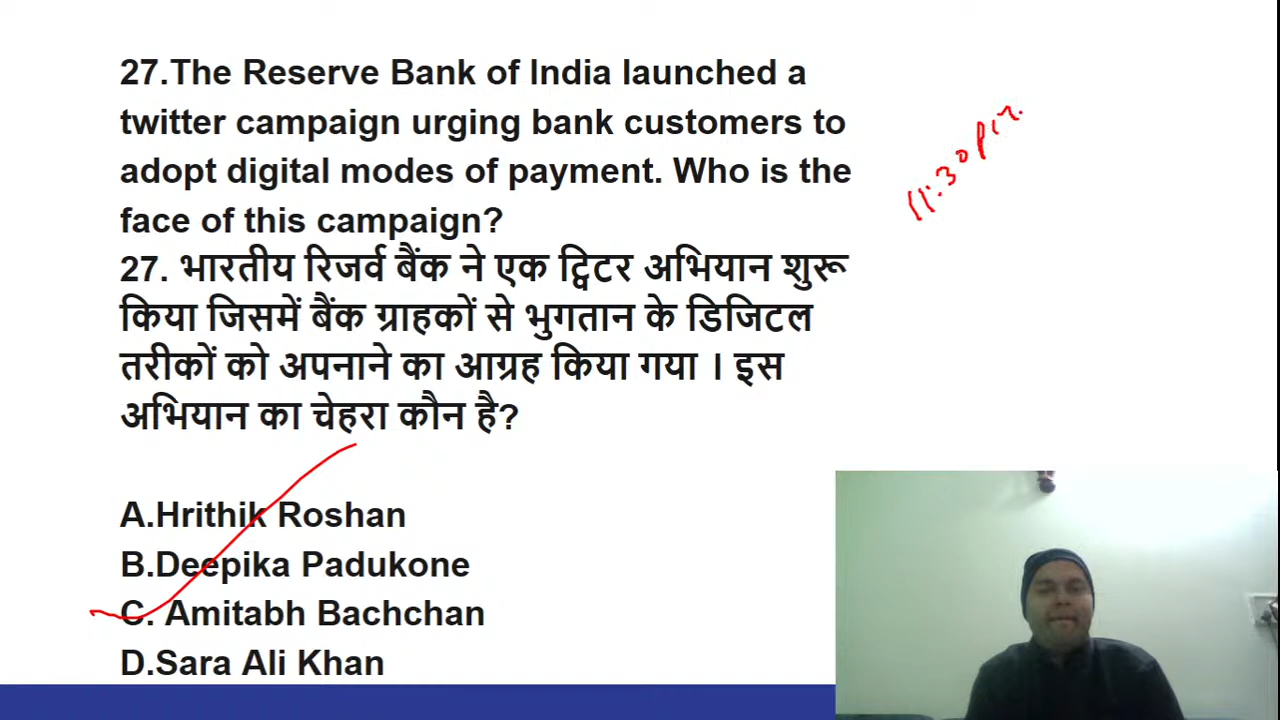 27.The Reserve Bank of India launched a
twitter campaign urging bank customers to
adopt digital modes of payment. Who is the
face of this campaign?
27. भारतीय रिजर्व बैंक ने एक ट्विटर अभियान शुरू
किया जिसमें बैंक ग्राहकों से भुगतान के डिजिटल
तरीकों को अपनाने का आग्रह किया गया । इस
अभियान का चेहरा कौन है?
A.Hrithik Roshan
B.Deepika Padukone
C. Amitabh Bachchan
D.Sara Ali Khan
11:30